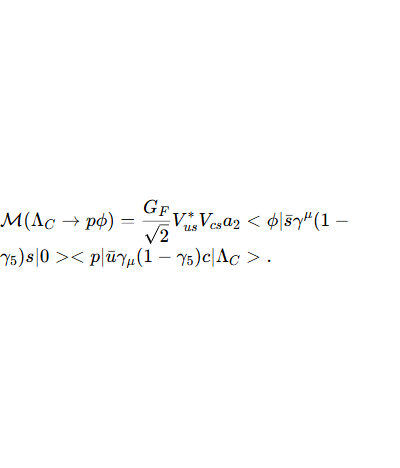 $\mathcal{M}(\Lambda_C \to p\phi) = \frac{G_F}{\sqrt{2}} V_{us}^* V_{cs} a_2 < \phi|\bar{s}\gamma^\mu(1 -$
$\gamma_5)s|0 >< p|\bar{u}\gamma_\mu(1 - \gamma_5)c|\Lambda_C > .$